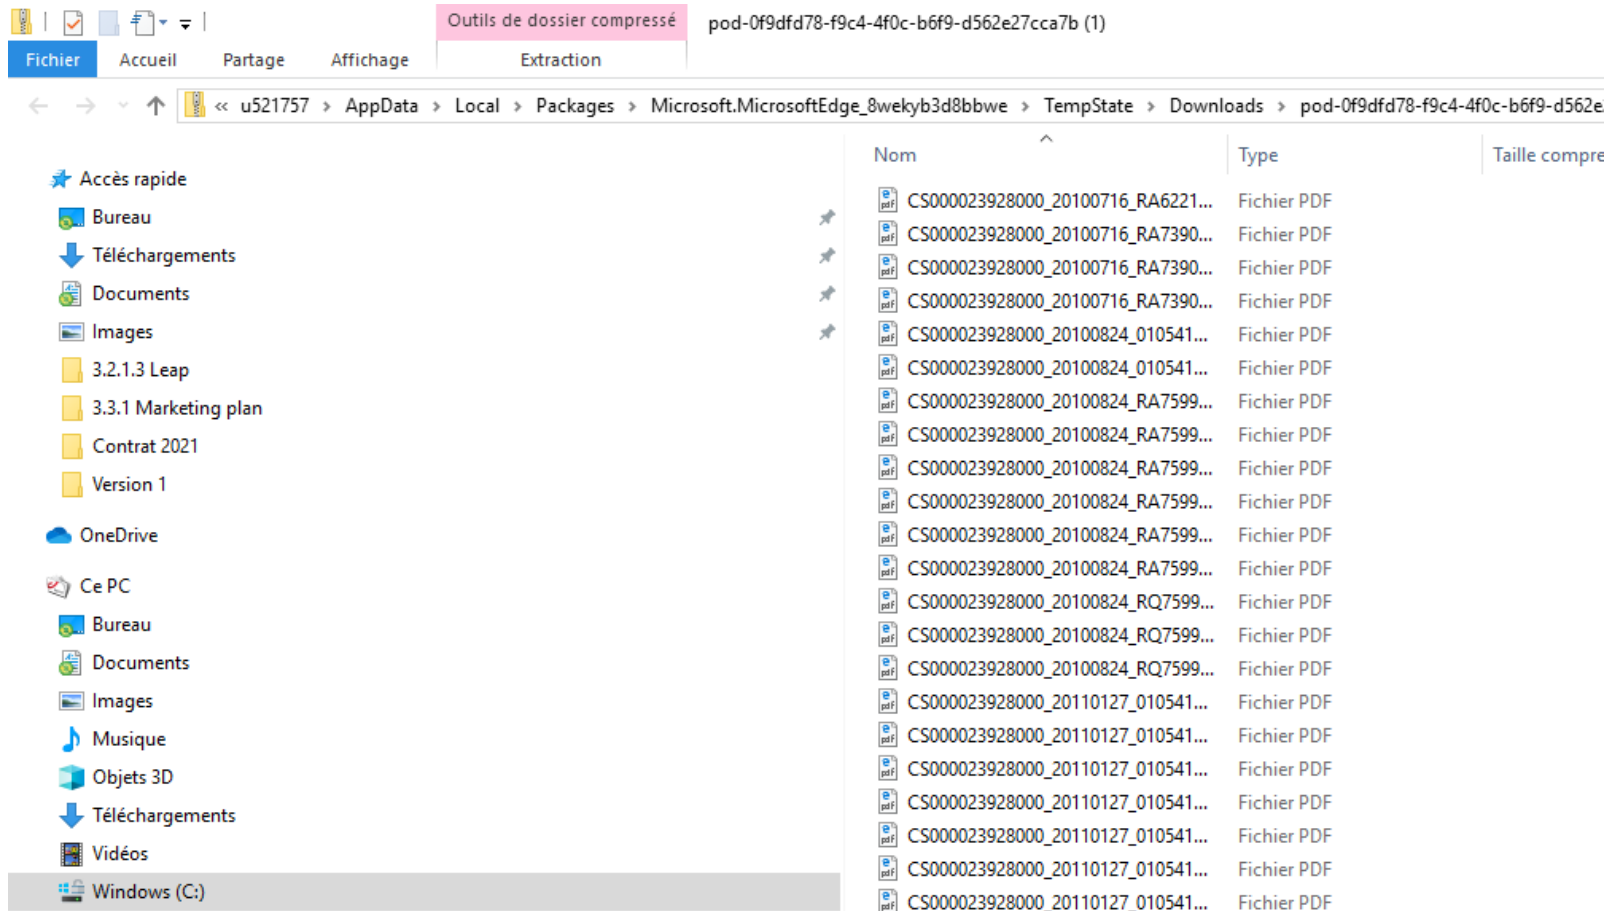 Outils de dossier compressé
pod-0f9dfd78-f9c4-4f0c-b6f9-d562e27cca7b (1)
Fichier
Accueil
Partage
Affichage
Extraction
« u521757 > AppData > Local > Packages > Microsoft.MicrosoftEdge_8wekyb3d8bbwe > TempState > Downloads > pod-0f9dfd78-f9c4-4f0c-b6f9-d562e
Accès rapide
Bureau
Téléchargements
Documents
Images
3.2.1.3 Leap
3.3.1 Marketing plan
Contrat 2021
Version 1
OneDrive
Ce PC
Bureau
Documents
Images
Musique
Objets 3D
Téléchargements
Vidéos
Windows (C:)
Nom Type Taille compre
CS000023928000_20100716_RA6221... Fichier PDF
CS000023928000_20100716_RA7390... Fichier PDF
CS000023928000_20100716_RA7390... Fichier PDF
CS000023928000_20100716_RA7390... Fichier PDF
CS000023928000_20100824_010541... Fichier PDF
CS000023928000_20100824_010541... Fichier PDF
CS000023928000_20100824_RA7599... Fichier PDF
CS000023928000_20100824_RA7599... Fichier PDF
CS000023928000_20100824_RA7599... Fichier PDF
CS000023928000_20100824_RA7599... Fichier PDF
CS000023928000_20100824_RA7599... Fichier PDF
CS000023928000_20100824_RA7599... Fichier PDF
CS000023928000_20100824_RQ7599... Fichier PDF
CS000023928000_20100824_RQ7599... Fichier PDF
CS000023928000_20100824_RQ7599... Fichier PDF
CS000023928000_20110127_010541... Fichier PDF
CS000023928000_20110127_010541... Fichier PDF
CS000023928000_20110127_010541... Fichier PDF
CS000023928000_20110127_010541... Fichier PDF
CS000023928000_20110127_010541... Fichier PDF
CS000023928000_20110127_010541... Fichier PDF
CS000023928000_20110127_010541... Fichier PDF